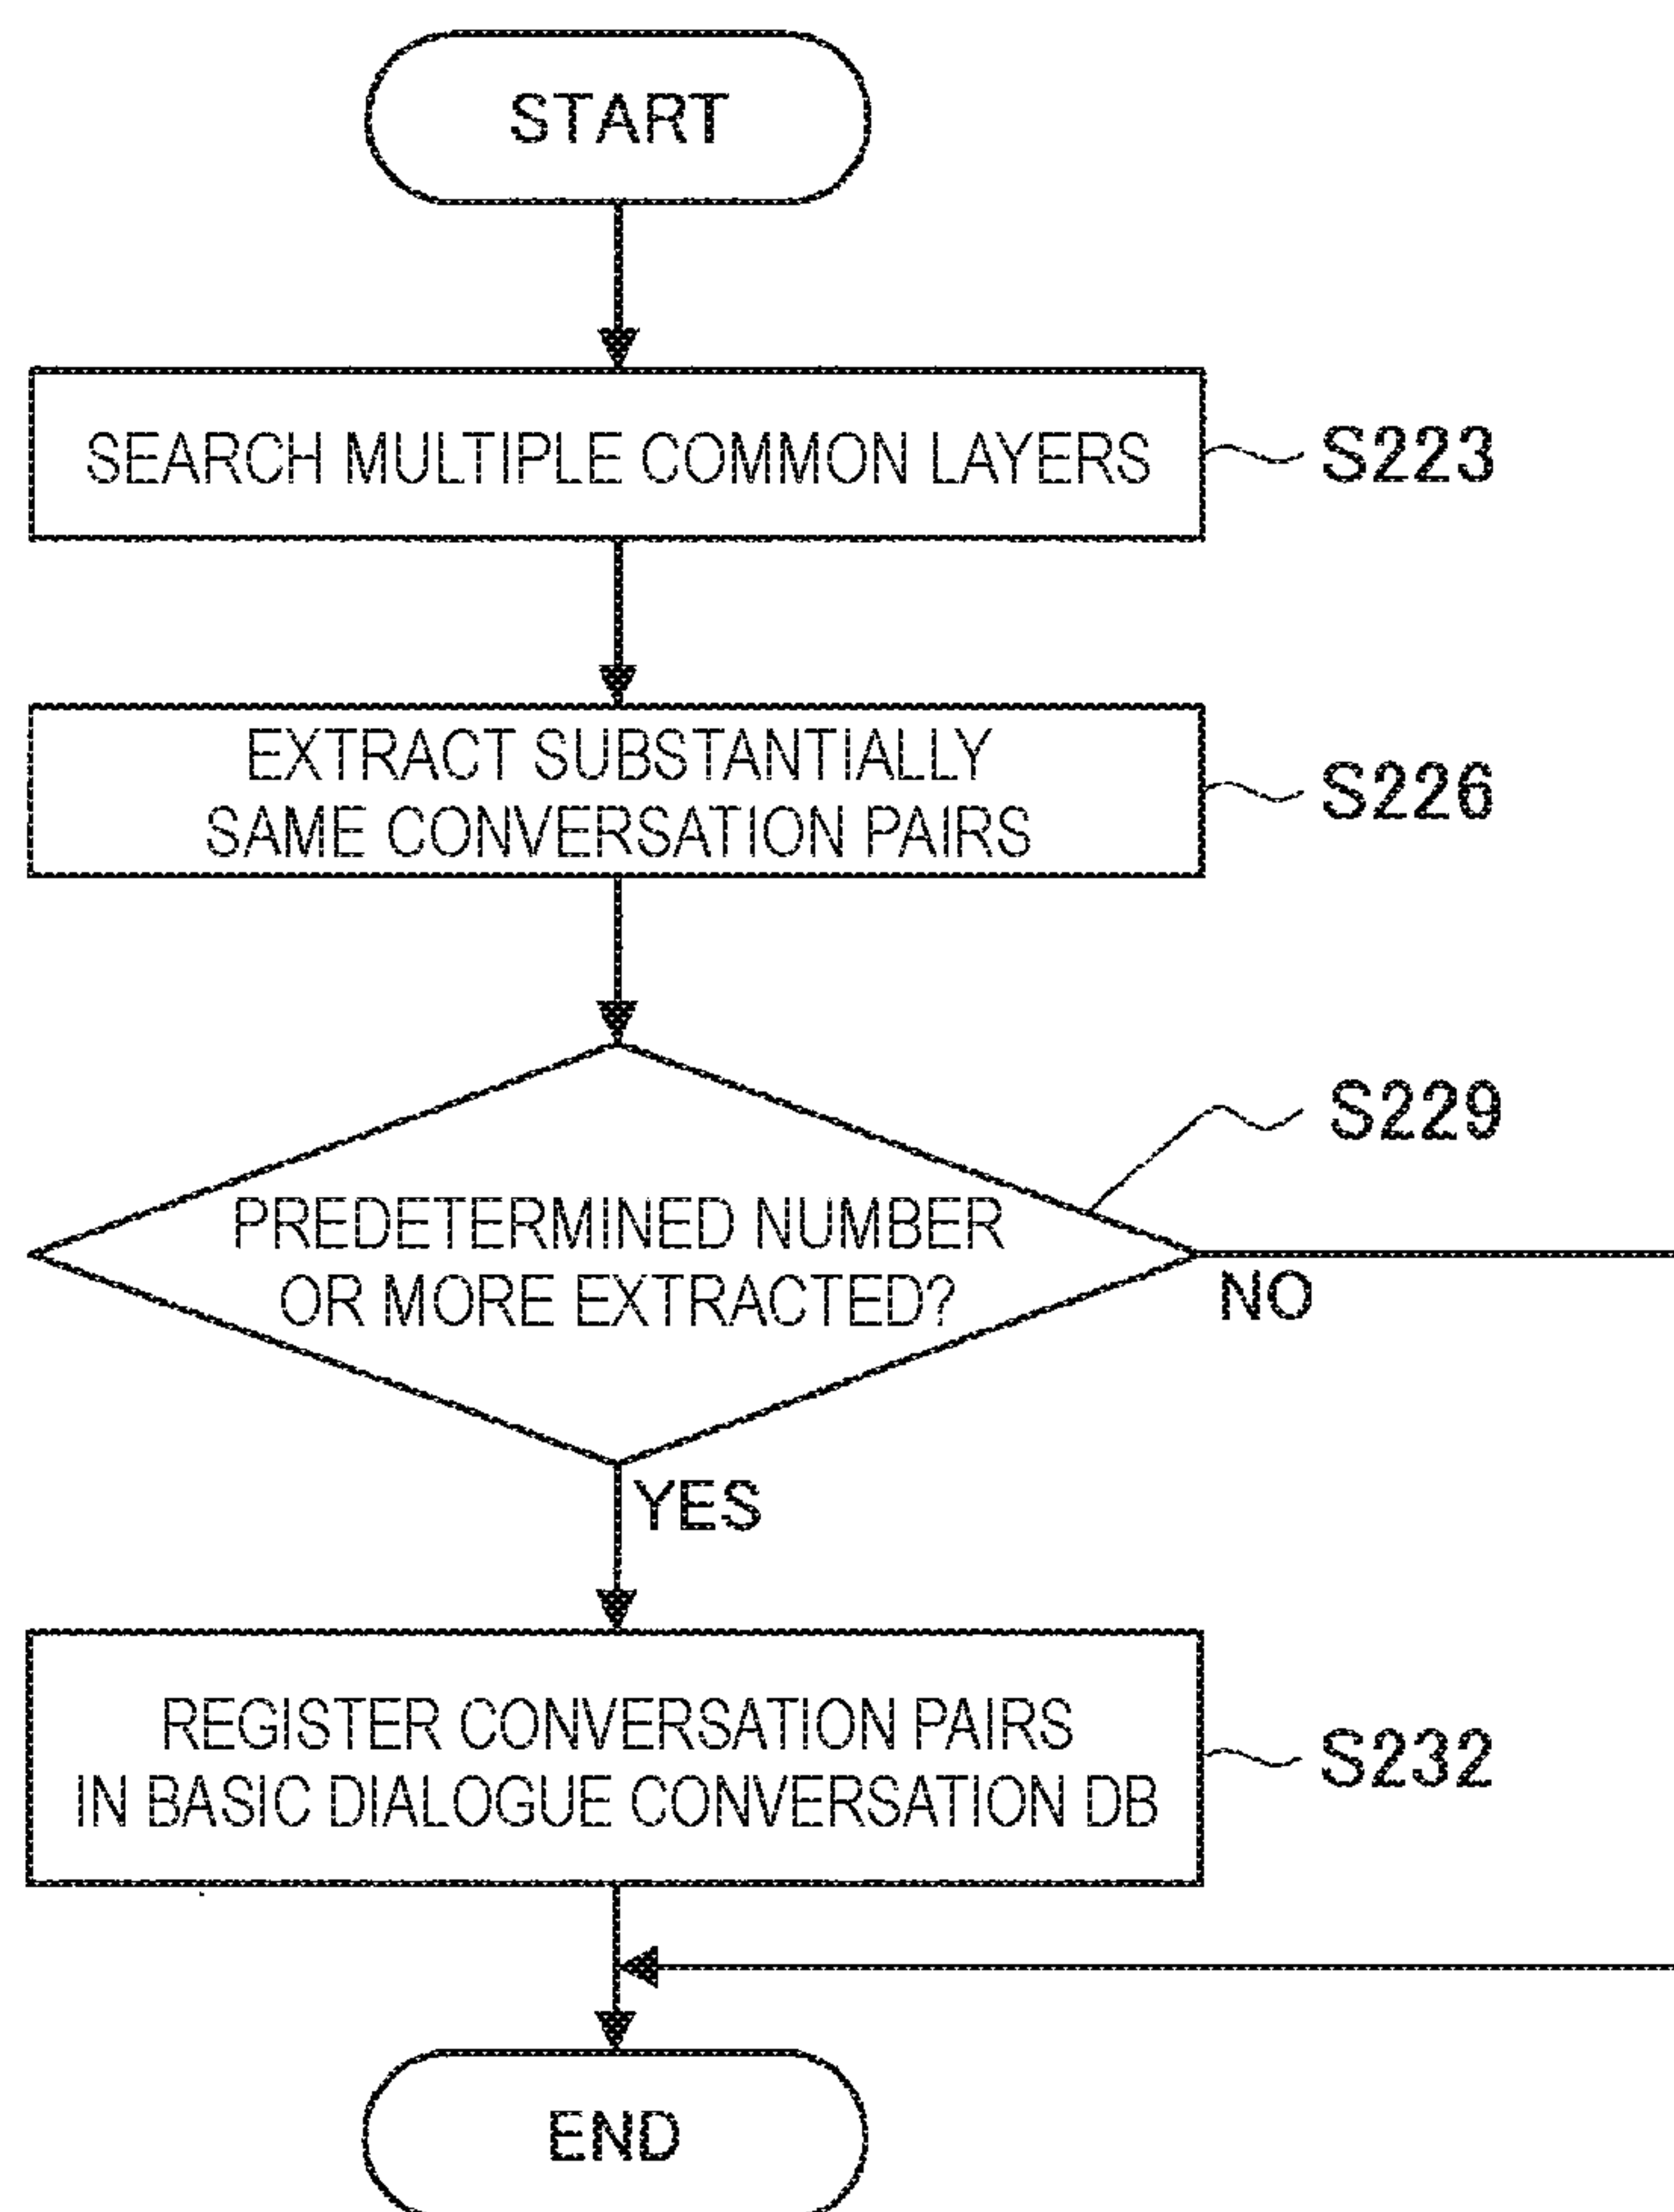 START
SEARCH MULTIPLE COMMON LAYERS
S223
EXTRACT SUBSTANTIALLY
SAME CONVERSATION PAIRS
S226
S229
PREDETERMINED NUMBER
OR MORE EXTRACTED?
NO
YES
REGISTER CONVERSATION PAIRS
IN BASIC DIALOGUE CONVERSATION DB
S232
END